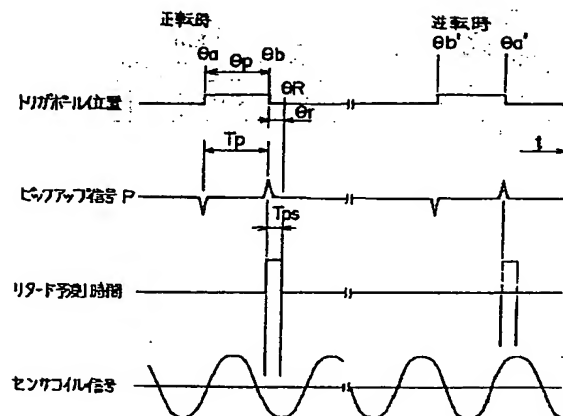 正転時
逆転時
θa θp θb
θb' θa'
θR
トリガポール位置
θr
Tp
t
ピックアップ信号 P
Tps
リタード予測時間
センサコイル信号